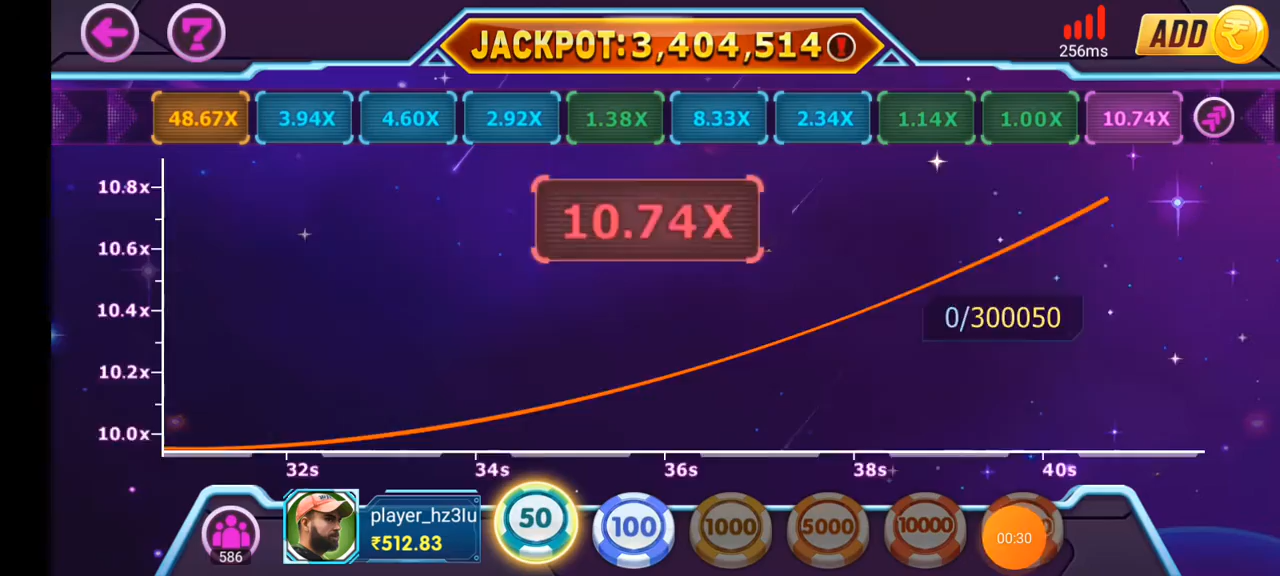 ?
JACKPOT:3,404,514!
256ms
ADD ₹
48.67X 3.94X 4.60X 2.92X 1.38X 8.33X 2.34X 1.14X 1.00X 10.74X
10.8x
10.74X
10.6x
10.4x
0/300050
10.2x
10.0x
32s 34s 36s 38s 40s
player_hz3lu
₹512.83
586
50 100 1000 5000 10000
00:30